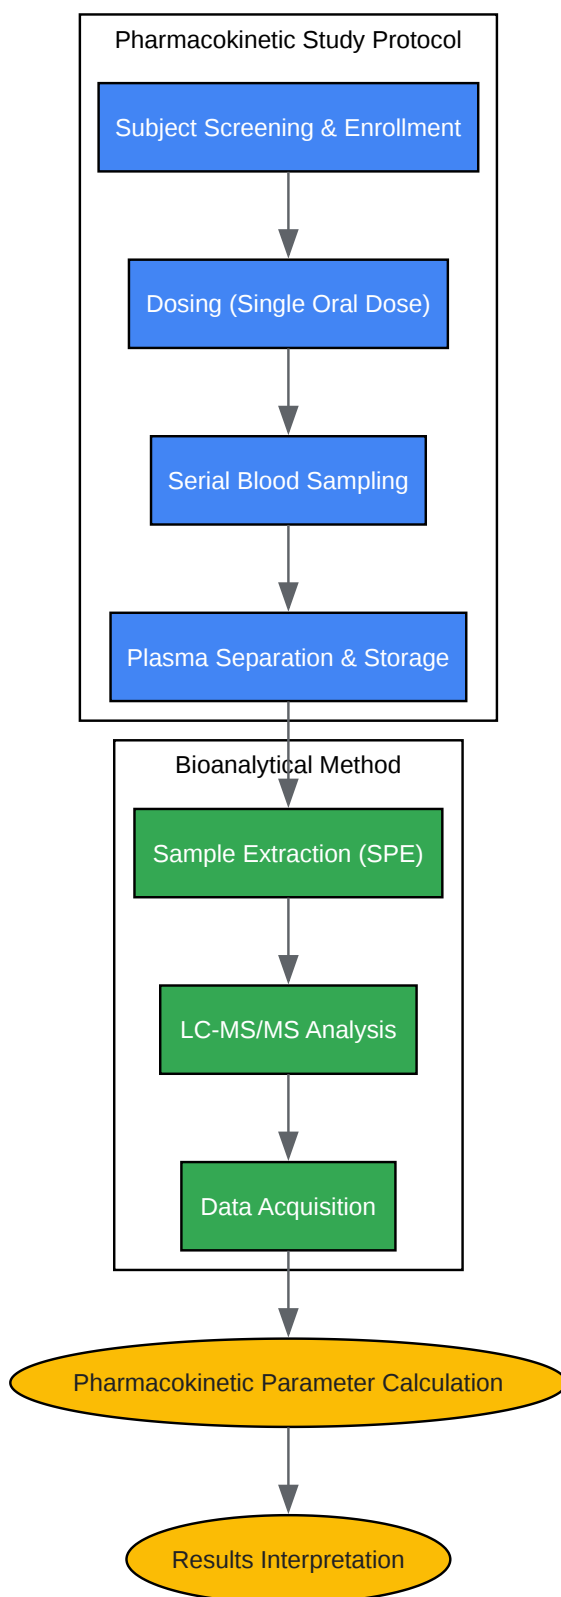 Pharmacokinetic Study Protocol
Subject Screening & Enrollment
Dosing (Single Oral Dose)
Serial Blood Sampling
Plasma Separation & Storage
Bioanalytical Method
Sample Extraction (SPE)
LC-MS/MS Analysis
Data Acquisition
Pharmacokinetic Parameter Calculation
Results Interpretation